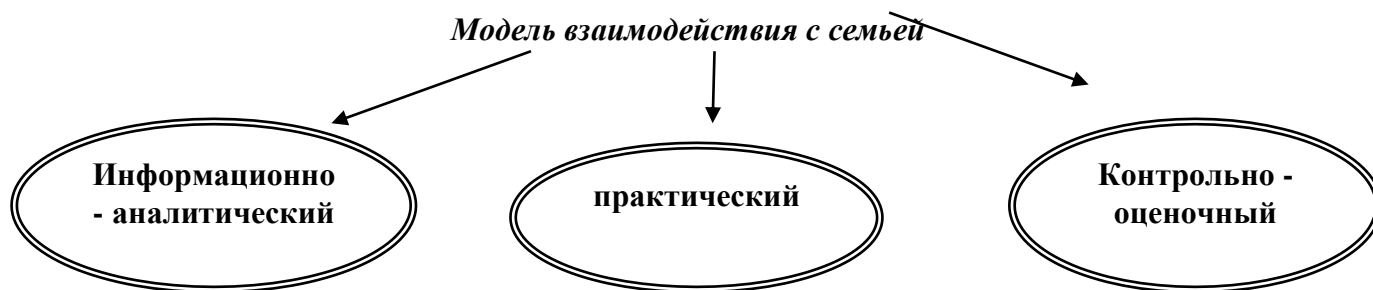 Модель взаимодействия с семьей
Информационно
- аналитический
практический
Контрольно -
оценочный